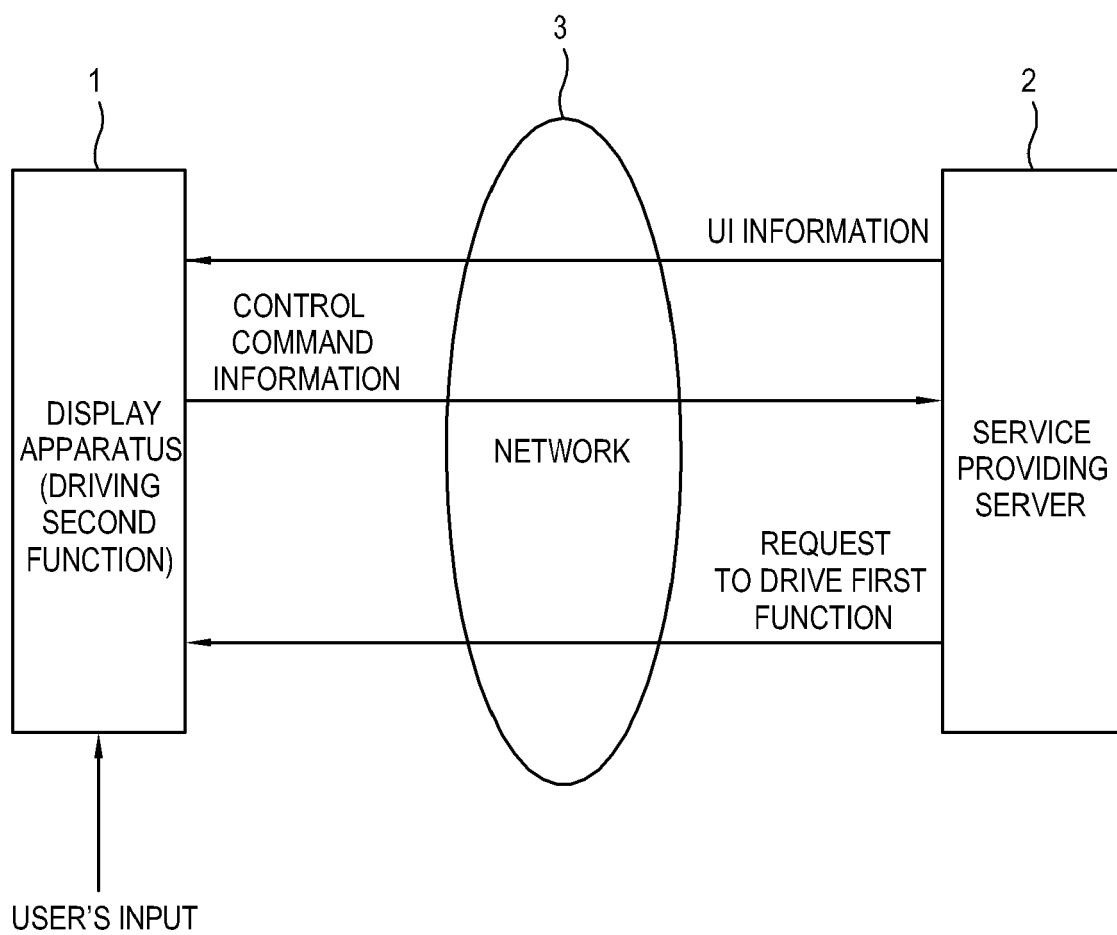 3
1
2
UI INFORMATION
CONTROL
COMMAND
INFORMATION
DISPLAY
APPARATUS
(DRIVING
SECOND
FUNCTION)
NETWORK
SERVICE
PROVIDING
SERVER
REQUEST
TO DRIVE FIRST
FUNCTION
USER'S INPUT